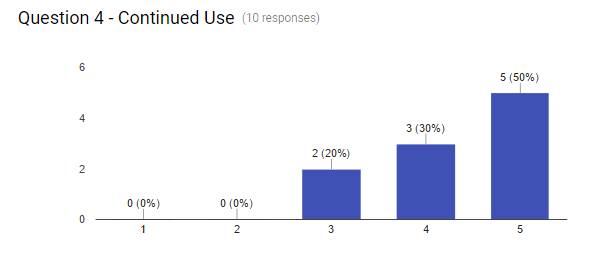 Question 4 - Continued Use (10 responses)
6
5 (50%)
4
3 (30%)
2 (20%)
2
0 (0%) 0 (0%)
0
1 2 3 4 5